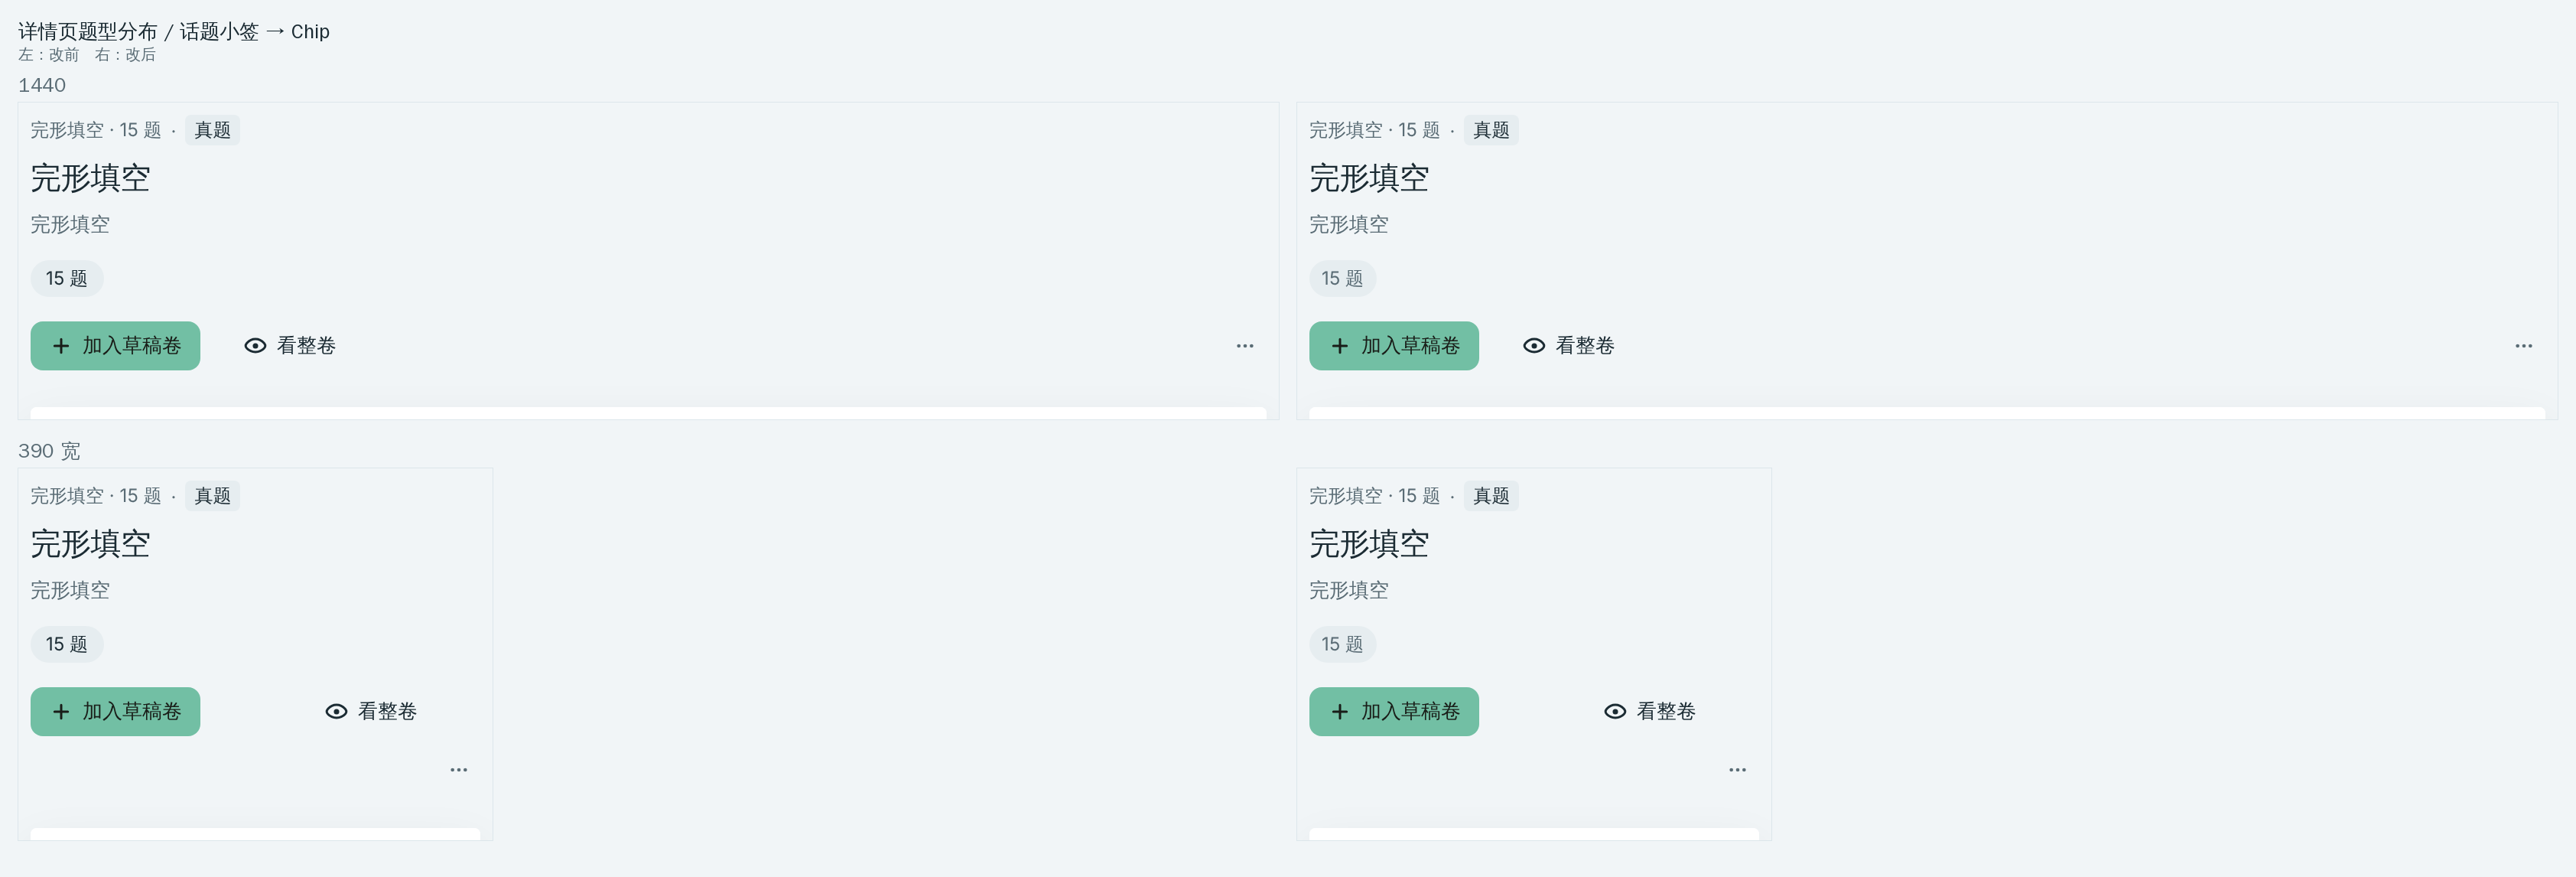 详情页题型分布 / 话题小签 → Chip
左：改前 右：改后
1440
完形填空 · 15 题 · 真题
完形填空
完形填空
15 题
+ 加入草稿卷 看整卷 ...
完形填空 · 15 题 · 真题
完形填空
完形填空
15 题
+ 加入草稿卷 看整卷 ...
390 宽
完形填空 · 15 题 · 真题
完形填空
完形填空
15 题
+ 加入草稿卷 看整卷
...
完形填空 · 15 题 · 真题
完形填空
完形填空
15 题
+ 加入草稿卷 看整卷
...